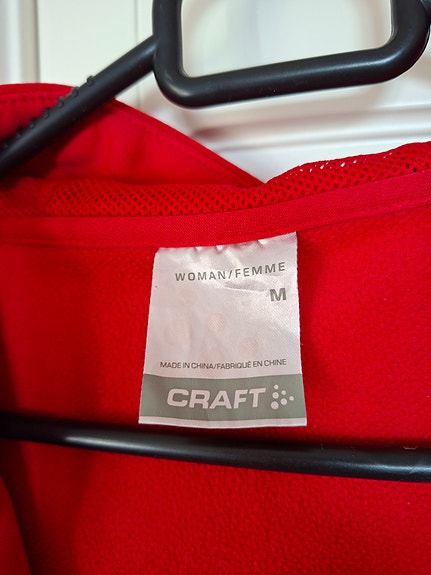 WOMAN/FEMME
M
MADE IN CHINA/FABRIQUÉ EN CHINE
CRAFT